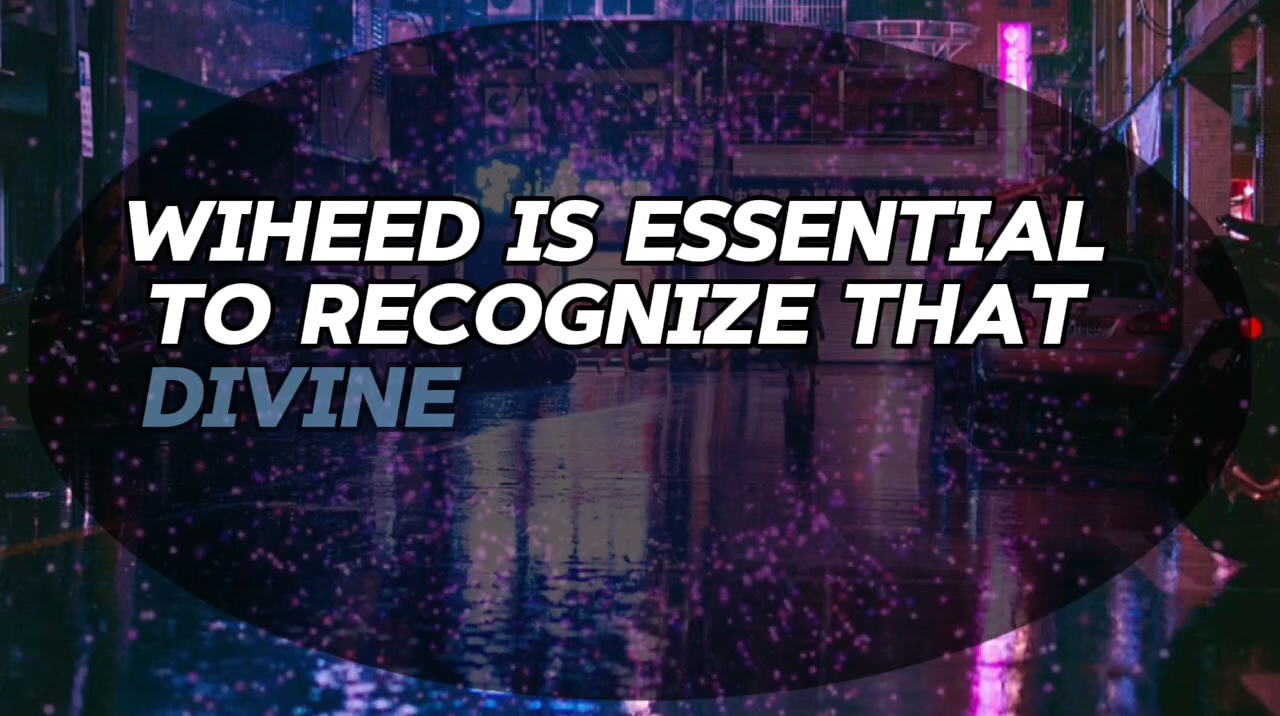 WIHEED IS ESSENTIAL
TO RECOGNIZE THAT
DIVINE